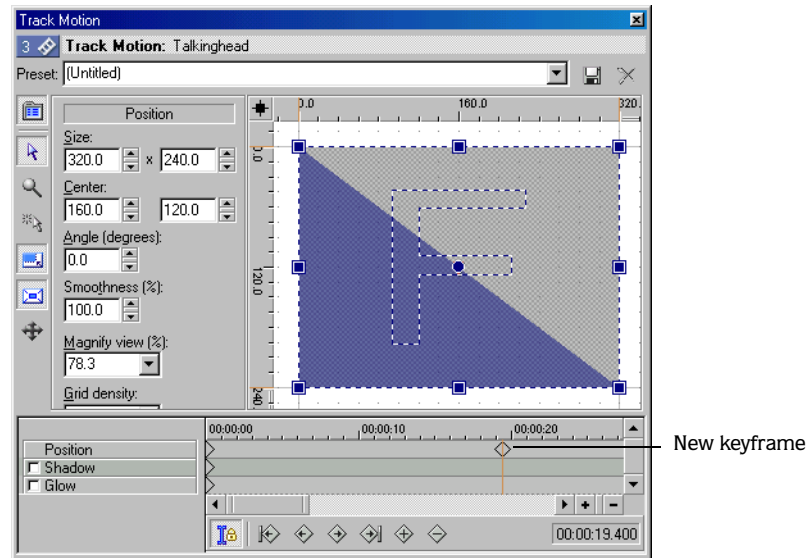 Track Motion
3 Track Motion: Talkinghead
Preset: (Untitled)
Position
Size:
320.0 x 240.0
Center:
160.0 120.0
Angle (degrees):
0.0
Smoothness (%):
100.0
Magnify view (%):
78.3
Grid density:
0.0 160.0 320.
0.0
120.0
240.
00:00:00 00:00:10 00:00:20
Position
Shadow
Glow
New keyframe
00:00:19.400